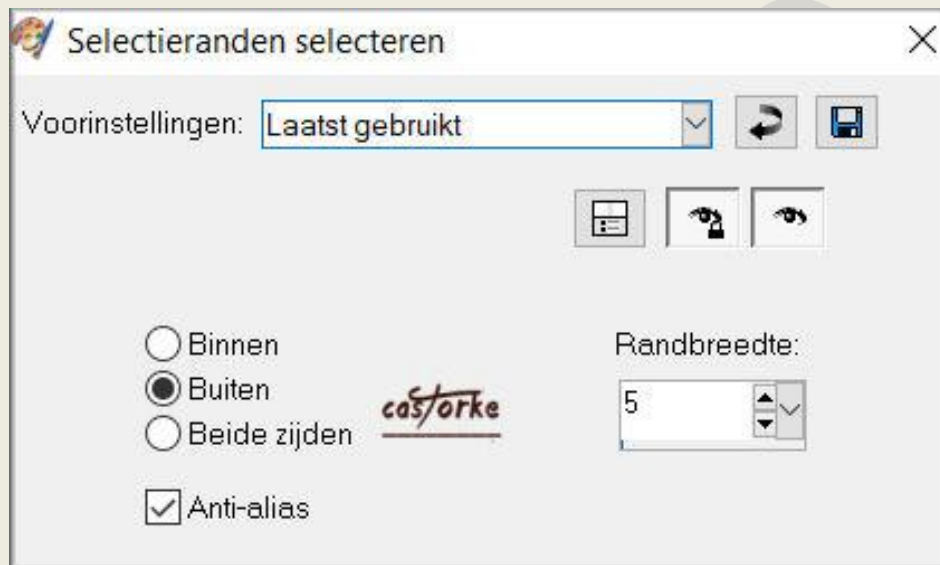 Selectieranden selecteren
Voorinstellingen: Laatst gebruikt
Binnen
Randbreedte:
Buiten
5
castorke
Beide zijden
Anti-alias